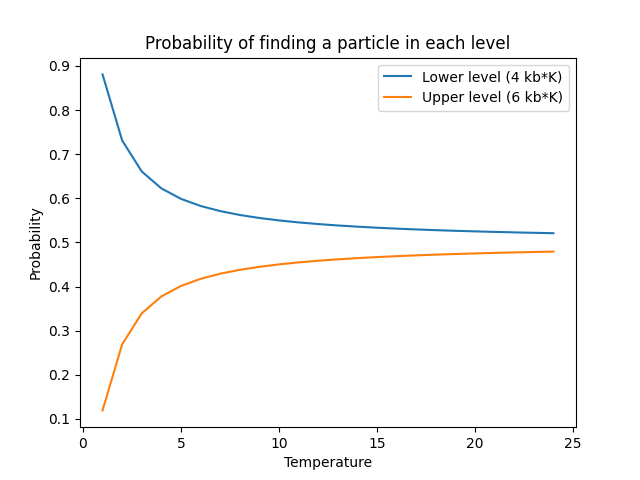 Probability of finding a particle in each level
Lower level (4 kb*K)
Upper level (6 kb*K)
Probability
0.9
0.8
0.7
0.6
0.5
0.4
0.3
0.2
0.1
0 5 10 15 20 25
Temperature